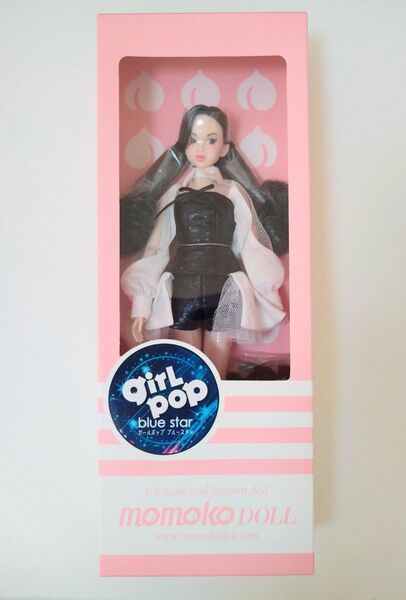 girl
pop
blue star
ガールポップ ブルースター
1/6 scale real fashion doll
momoko DOLL
www.momokodoll.com